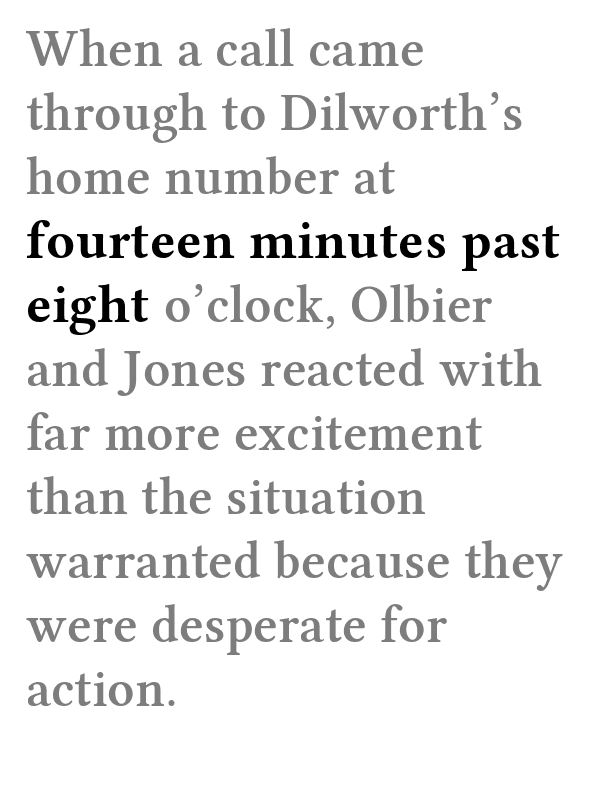 When a call came
through to Dilworth’s
home number at
fourteen minutes past
eight o’clock, Olbier
and Jones reacted with
far more excitement
than the situation
warranted because they
were desperate for
action.